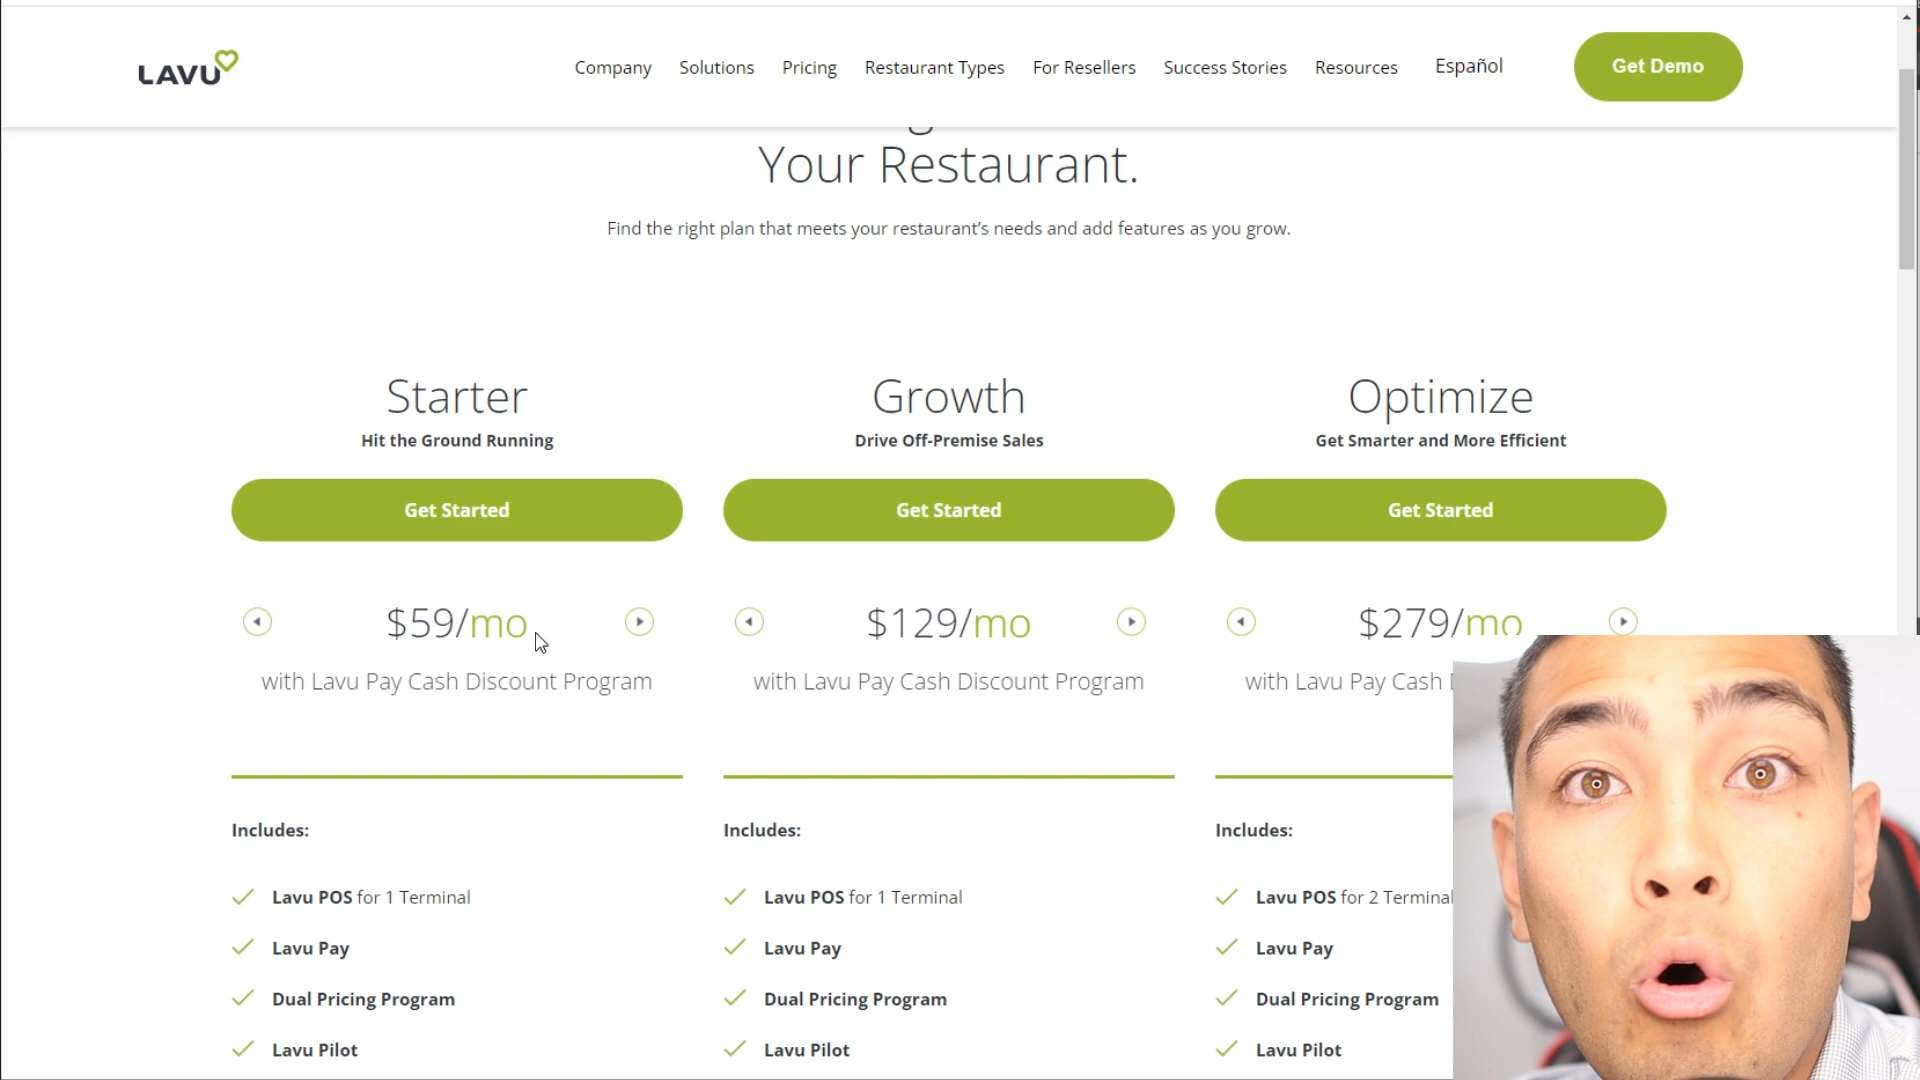 LAVU
Company
Solutions
Pricing
Restaurant Types
For Resellers
Success Stories
Resources
Español
Get Demo
Your Restaurant.
Find the right plan that meets your restaurant’s needs and add features as you grow.
Starter
Hit the Ground Running
Get Started
$59/mo
with Lavu Pay Cash Discount Program
Includes:
Lavu POS for 1 Terminal
Lavu Pay
Dual Pricing Program
Lavu Pilot
Growth
Drive Off-Premise Sales
Get Started
$129/mo
with Lavu Pay Cash Discount Program
Includes:
Lavu POS for 1 Terminal
Lavu Pay
Dual Pricing Program
Lavu Pilot
Optimize
Get Smarter and More Efficient
Get Started
$279/mo
with Lavu Pay Cash
Includes:
Lavu POS for 2 Terminal
Lavu Pay
Dual Pricing Program
Lavu Pilot